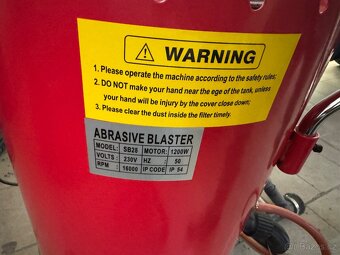 WARNING
1. Please operate the machine according to the safety rules;
2. DO NOT make your hand near the ege of the tank, unless
your hand will be injury by the cover close down;
3. Please clear the dust inside the filter timely.
ABRASIVE BLASTER
MODEL: SB28 MOTOR: 1200W
VOLTS: 230V HZ: 50
RPM: 16000 IP CODE IP 54